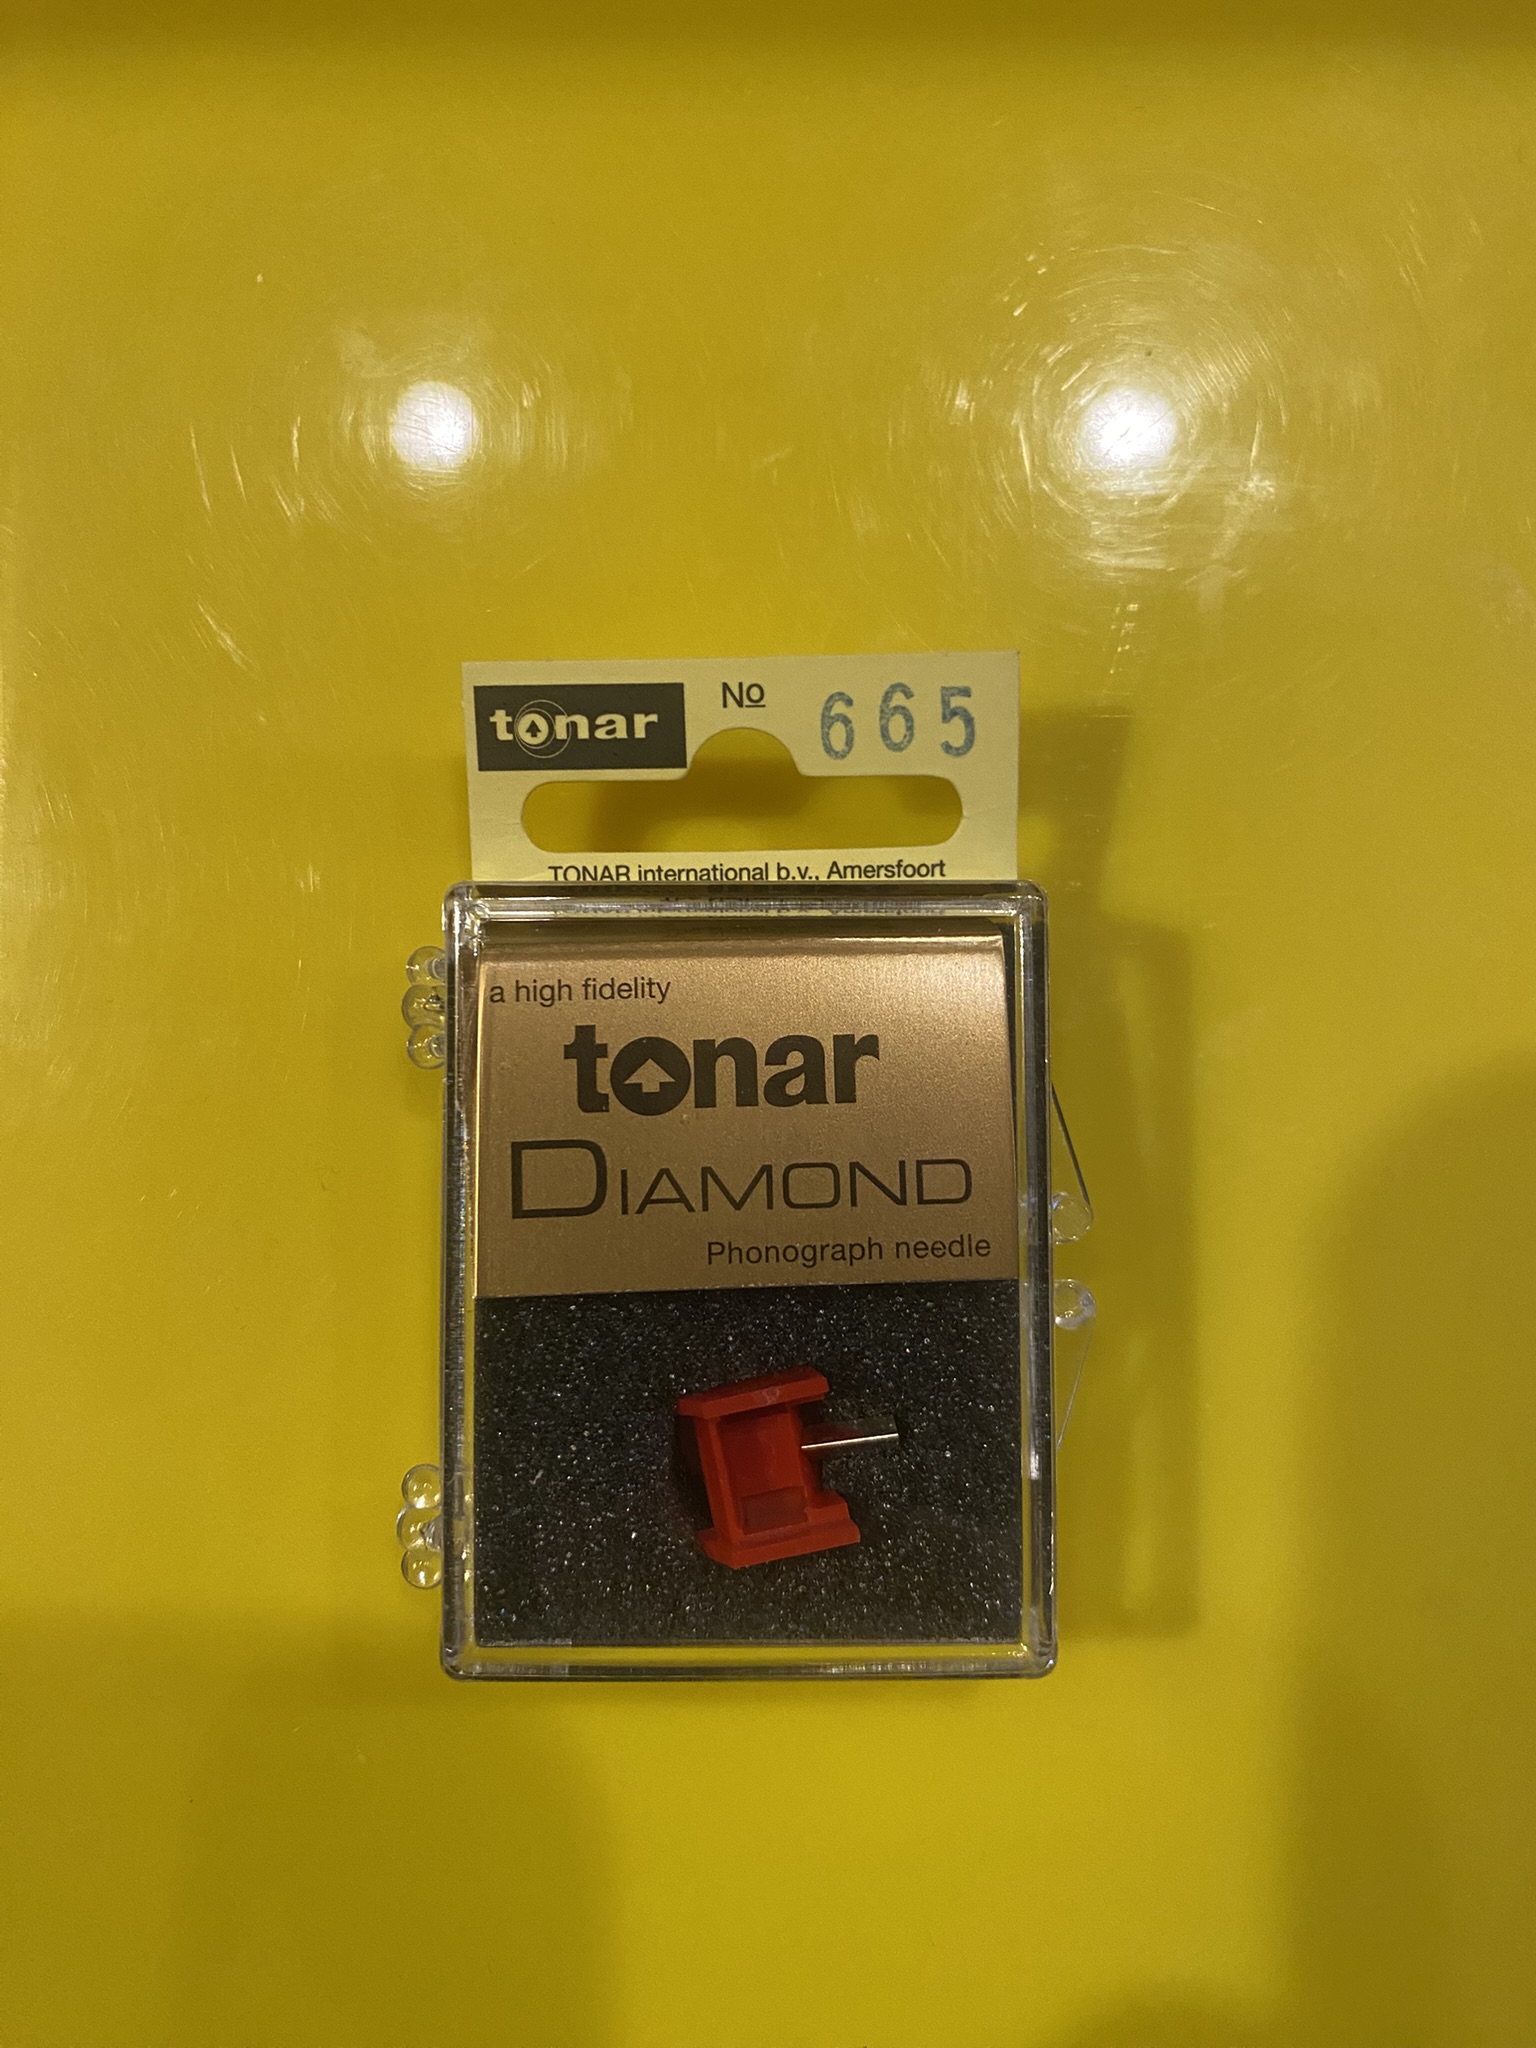 tonar
No 665
TONAR international b.v., Amersfoort
a high fidelity
tonar
DIAMOND
Phonograph needle